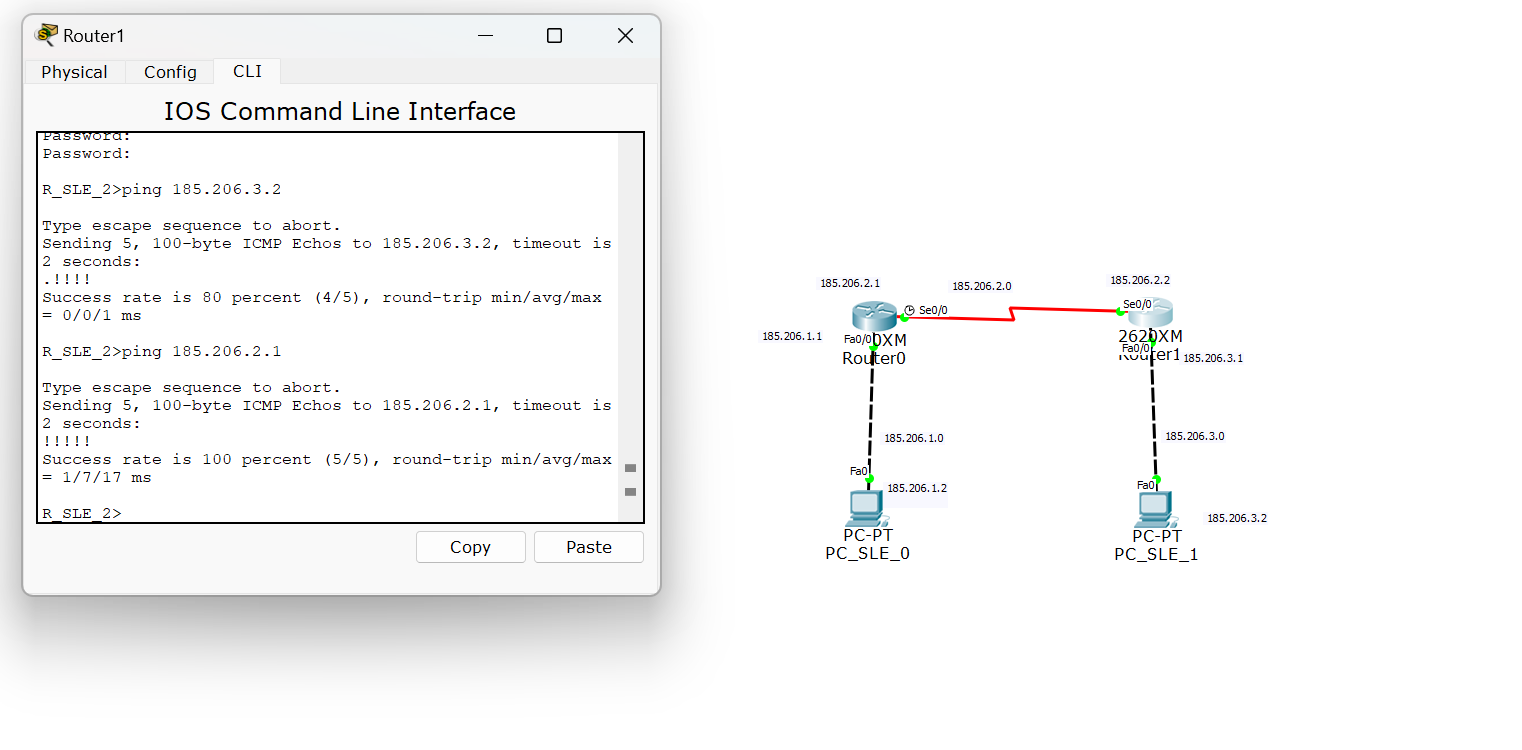 Router1
Physical Config CLI
IOS Command Line Interface
Password:
Password:
R_SLE_2>ping 185.206.3.2
Type escape sequence to abort.
Sending 5, 100-byte ICMP Echos to 185.206.3.2, timeout is
2 seconds:
.!!!!
Success rate is 80 percent (4/5), round-trip min/avg/max
= 0/0/1 ms
R_SLE_2>ping 185.206.2.1
Type escape sequence to abort.
Sending 5, 100-byte ICMP Echos to 185.206.2.1, timeout is
2 seconds:
!!!!!
Success rate is 100 percent (5/5), round-trip min/avg/max
= 1/7/17 ms
R_SLE_2>
Copy Paste
185.206.2.1
185.206.2.0
185.206.2.2
Se0/0
Se0/0
185.206.1.1
Fa0/0
0XM
Router0
2620XM
Fa0/0
Router1
185.206.3.1
185.206.1.0
185.206.3.0
Fa0
185.206.1.2
Fa0
185.206.3.2
PC-PT
PC_SLE_0
PC-PT
PC_SLE_1